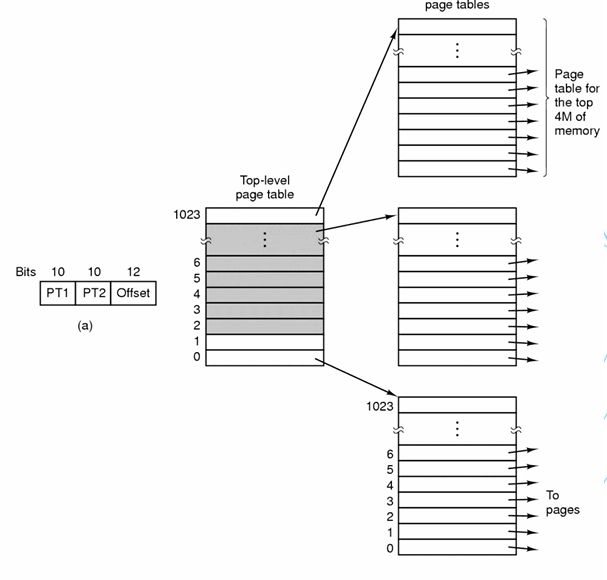 page tables
Page
table for
the top
4M of
memory
Top-level
page table
1023
6
5
4
3
2
1
0
Bits 10 10 12
PT1 PT2 Offset
(a)
1023
6
5
4
3
2
1
0
To
pages